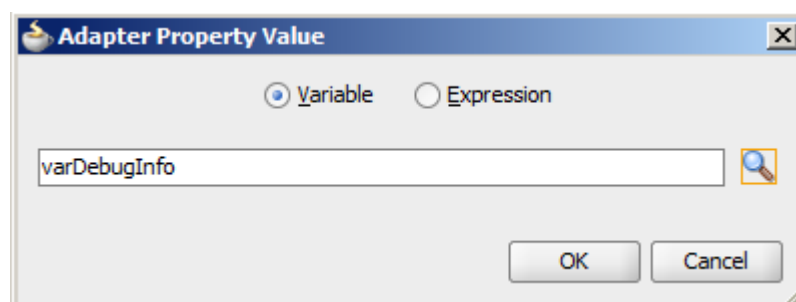 Adapter Property Value
Variable Expression
varDebugInfo
OK Cancel